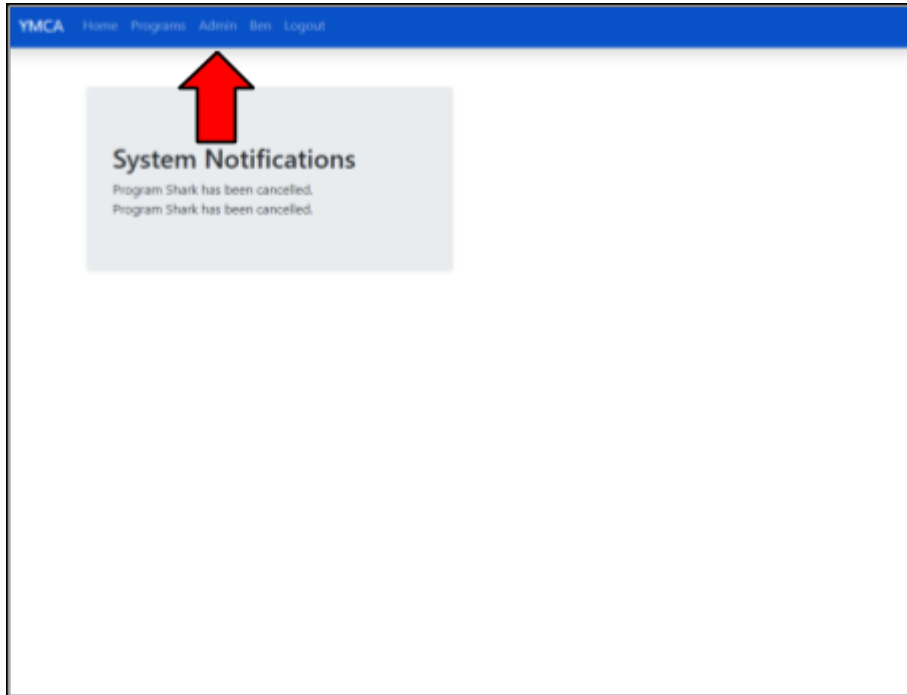 YMCA Home Programs Admin Ben Logout
System Notifications
Program Shark has been cancelled.
Program Shark has been cancelled.